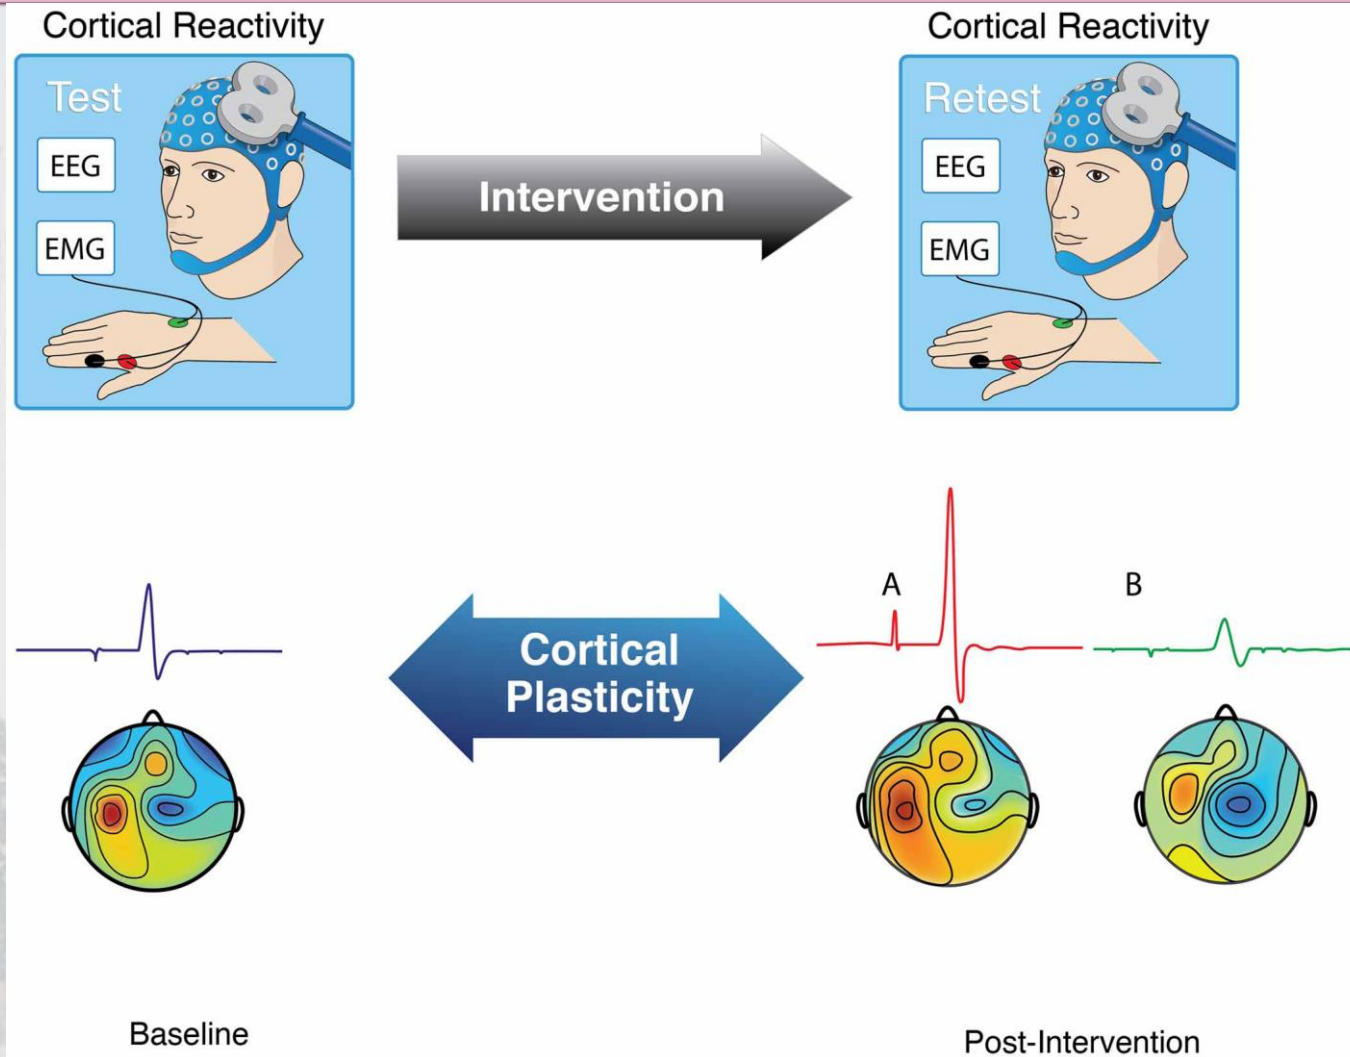 Cortical Reactivity
Cortical Reactivity
Test
EEG
EMG
Intervention
Retest
EEG
EMG
Cortical
Plasticity
A
B
Baseline
Post-Intervention